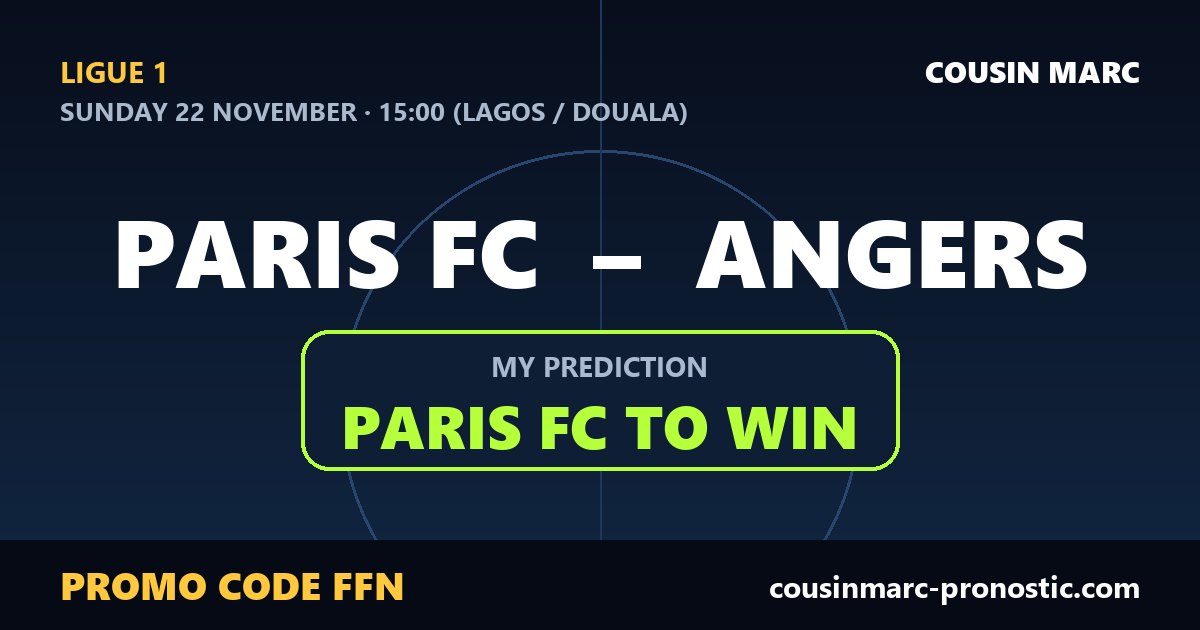 LIGUE 1
COUSIN MARC
SUNDAY 22 NOVEMBER · 15:00 (LAGOS / DOUALA)
PARIS FC – ANGERS
MY PREDICTION
PARIS FC TO WIN
PROMO CODE FFN
cousinmarc-pronostic.com